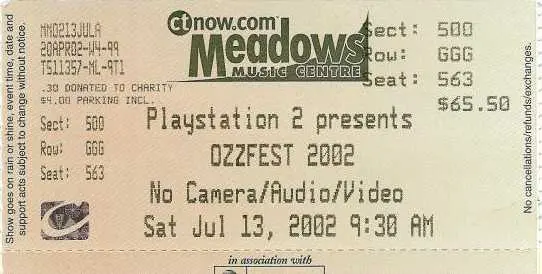 Show goes on rain or shine, event time, date and
support acts subject to change without notice.
MM0213JULA
20APR02-V4-99
T511357-ML-9T1
.30 DONATED TO CHARITY
$4.00 PARKING INCL.
Sect: 500
Row: GGG
Seat: 563
ctnow.com
Meadows
MUSIC CENTRE
Sect: 500
Row: GGG
Seat: 563
$65.50
Playstation 2 presents
OZZFEST 2002
No Camera/Audio/Video
Sat Jul 13, 2002 9:30 AM
No cancellations/refunds/exchanges.
in association with